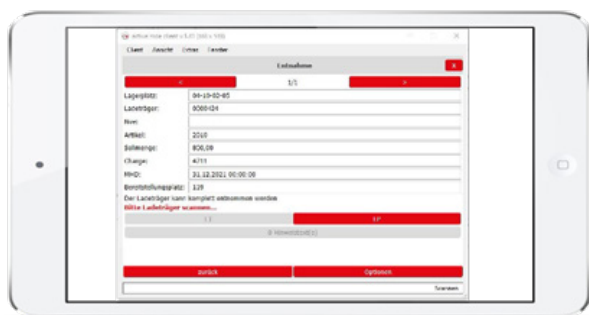 Client Ansicht Extras Fenster
Entnahme X
< 1/1 >
Lagerplatz: 04-10-02-05
Ladeträger: 0000424
Artikel: 2010
Sollmenge: 800,00
Charge: 4711
MHD: 31.12.2021 00:00:00
Bereitstellungsplatz: 119
Der Ladeträger kann komplett entnommen werden
Bitte Ladeträger scannen...
zurück Optionen
Scannen